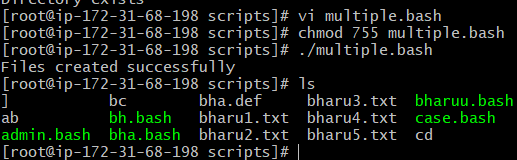 Directory exists
[root@ip-172-31-68-198 scripts]# vi multiple.bash
[root@ip-172-31-68-198 scripts]# chmod 755 multiple.bash
[root@ip-172-31-68-198 scripts]# ./multiple.bash
Files created successfully
[root@ip-172-31-68-198 scripts]# ls
] bc bha.def bharu3.txt bharuu.bash
ab bh.bash bharu1.txt bharu4.txt case.bash
admin.bash bha.bash bharu2.txt bharu5.txt cd
[root@ip-172-31-68-198 scripts]#